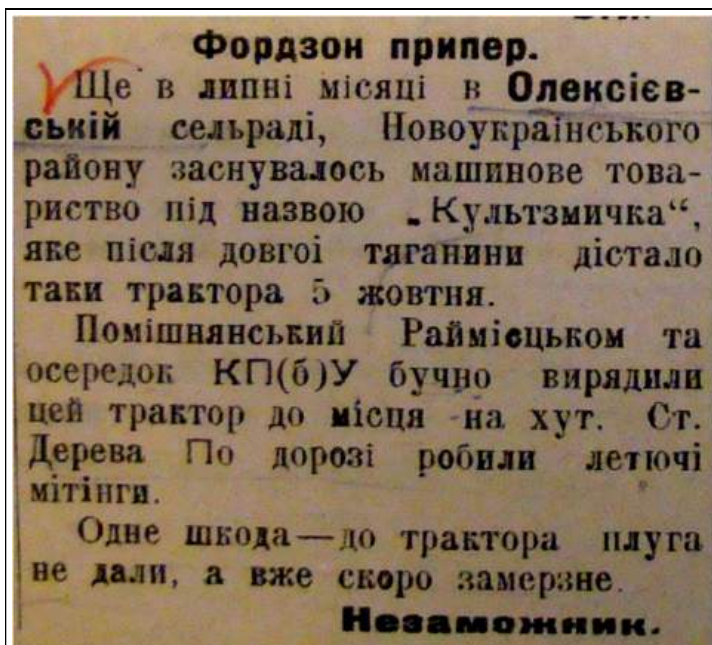 Фордзон припер.
Ще в липні місяці в Олексієв-
ській сельраді, Новоукраїнського
району заснувалось машинове това-
риство під назвою „Культзмичка“,
яке після довгоі тяганини дістало
таки трактора 5 жовтня.
Помішнянський Райміецьком та
осередок КП(б)У бучно вирядили
цей трактор до місця на хут. Ст.
Дерева По дорозі робили летючі
мітінги.
Одне шкода—до трактора плуга
не дали, а вже скоро замерзне.
Незаможник.